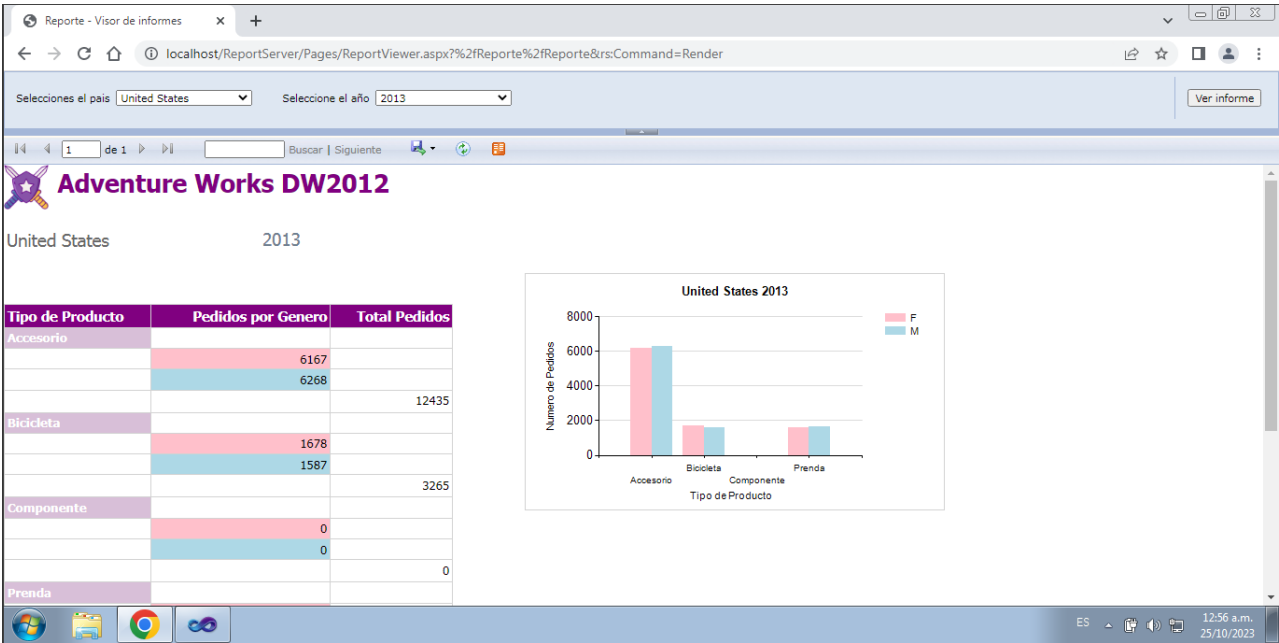 Reporte - Visor de informes
localhost/ReportServer/Pages/ReportViewer.aspx?%2fReporte%2fReporte&rs:Command=Render
Selecciones el pais United States Seleccione el año 2013 Ver informe
1 de 1 Buscar | Siguiente
Adventure Works DW2012
United States 2013
Tipo de Producto Pedidos por Genero Total Pedidos
Accesorio
6167
6268
12435
Bicicleta
1678
1587
3265
Componente
0
0
0
Prenda
United States 2013
8000
6000
4000
2000
0
Numero de Pedidos
F
M
Bicicleta Prenda
Accesorio Componente
Tipo de Producto
ES
12:56 a.m.
25/10/2023